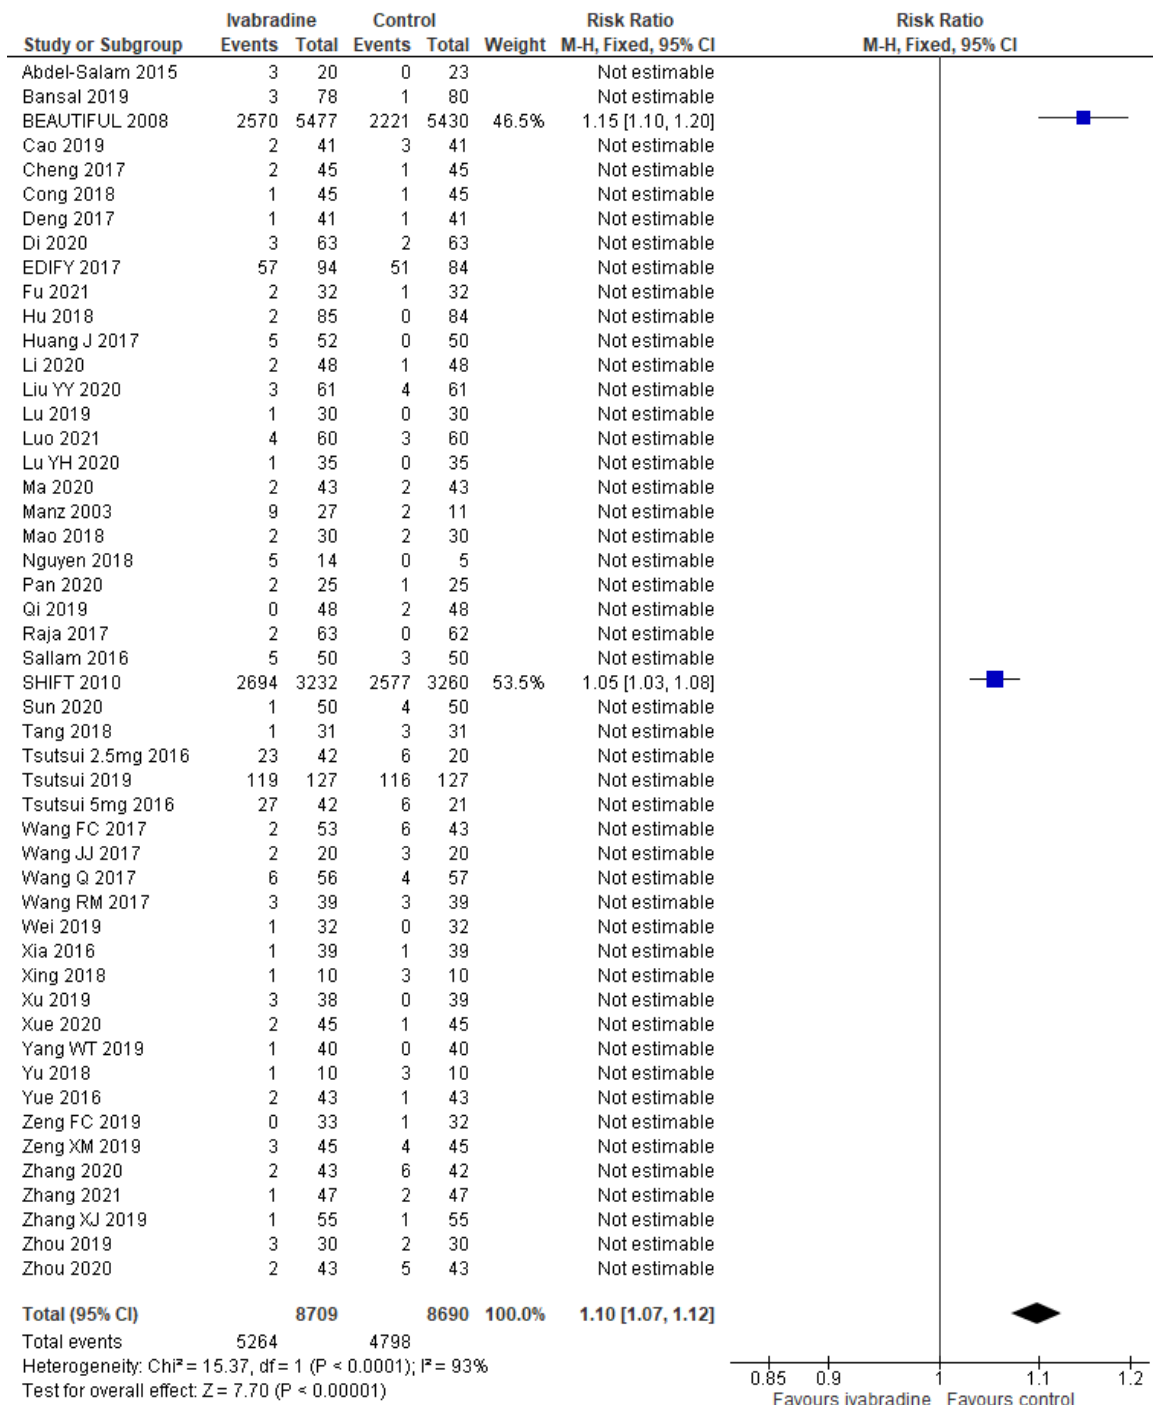 Ivabradine Control Risk Ratio Risk Ratio
Study or Subgroup Events Total Events Total Weight M-H, Fixed, 95% CI M-H, Fixed, 95% CI
Abdel-Salam 2015 3 20 0 23 Not estimable
Bansal 2019 3 78 1 80 Not estimable
BEAUTIFUL 2008 2570 5477 2221 5430 46.5% 1.15 [1.10, 1.20]
Cao 2019 2 41 3 41 Not estimable
Cheng 2017 2 45 1 45 Not estimable
Cong 2018 1 45 1 45 Not estimable
Deng 2017 1 41 1 41 Not estimable
Di 2020 3 63 2 63 Not estimable
EDIFY 2017 57 94 51 84 Not estimable
Fu 2021 2 32 1 32 Not estimable
Hu 2018 2 85 0 84 Not estimable
Huang J 2017 5 52 0 50 Not estimable
Li 2020 2 48 1 48 Not estimable
Liu YY 2020 3 61 4 61 Not estimable
Lu 2019 1 30 0 30 Not estimable
Luo 2021 4 60 3 60 Not estimable
Lu YH 2020 1 35 0 35 Not estimable
Ma 2020 2 43 2 43 Not estimable
Manz 2003 9 27 2 11 Not estimable
Mao 2018 2 30 2 30 Not estimable
Nguyen 2018 5 14 0 5 Not estimable
Pan 2020 2 25 1 25 Not estimable
Qi 2019 0 48 2 48 Not estimable
Raja 2017 2 63 0 62 Not estimable
Sallam 2016 5 50 3 50 Not estimable
SHIFT 2010 2694 3232 2577 3260 53.5% 1.05 [1.03, 1.08]
Sun 2020 1 50 4 50 Not estimable
Tang 2018 1 31 3 31 Not estimable
Tsutsui 2.5mg 2016 23 42 6 20 Not estimable
Tsutsui 2019 119 127 116 127 Not estimable
Tsutsui 5mg 2016 27 42 6 21 Not estimable
Wang FC 2017 2 53 6 43 Not estimable
Wang JJ 2017 2 20 3 20 Not estimable
Wang Q 2017 6 56 4 57 Not estimable
Wang RM 2017 3 39 3 39 Not estimable
Wei 2019 1 32 0 32 Not estimable
Xia 2016 1 39 1 39 Not estimable
Xing 2018 1 10 3 10 Not estimable
Xu 2019 3 38 0 39 Not estimable
Xue 2020 2 45 1 45 Not estimable
Yang WT 2019 1 40 0 40 Not estimable
Yu 2018 1 10 3 10 Not estimable
Yue 2016 2 43 1 43 Not estimable
Zeng FC 2019 0 33 1 32 Not estimable
Zeng XM 2019 3 45 4 45 Not estimable
Zhang 2020 2 43 6 42 Not estimable
Zhang 2021 1 47 2 47 Not estimable
Zhang XJ 2019 1 55 1 55 Not estimable
Zhou 2019 3 30 2 30 Not estimable
Zhou 2020 2 43 5 43 Not estimable
Total (95% CI) 8709 8690 100.0% 1.10 [1.07, 1.12]
Total events 5264 4798
Heterogeneity: Chi² = 15.37, df = 1 (P < 0.0001); I² = 93%
Test for overall effect: Z = 7.70 (P < 0.00001)
0.85 0.9 1 1.1 1.2
Favours ivabradine Favours control